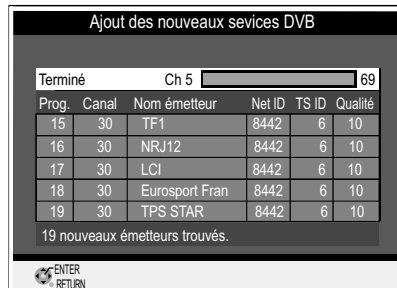 Ajout des nouveaux sevices DVB
Terminé Ch 5 69
Prog. Canal Nom émetteur Net ID TS ID Qualité
15 30 TF1 8442 6 10
16 30 NRJ12 8442 6 10
17 30 LCI 8442 6 10
18 30 Eurosport Fran 8442 6 10
19 30 TPS STAR 8442 6 10
19 nouveaux émetteurs trouvés.
ENTER
RETURN